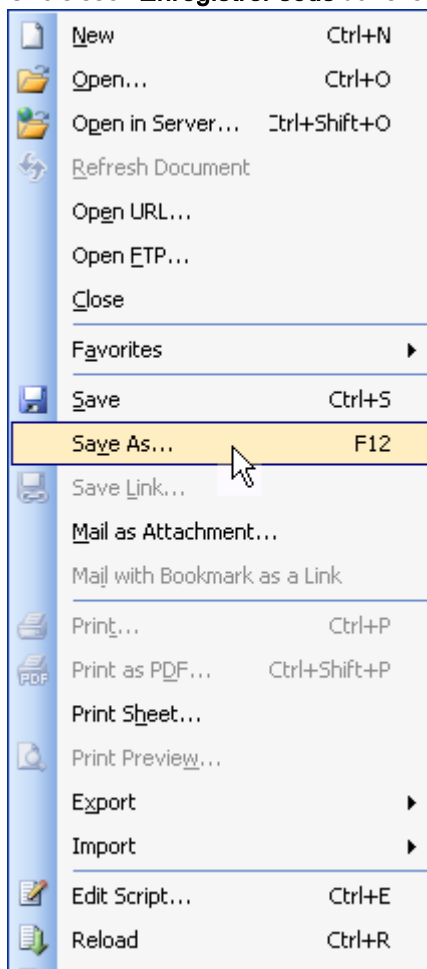 New Ctrl+N
Open... Ctrl+O
Open in Server... Ctrl+Shift+O
Refresh Document
Open URL...
Open FTP...
Close
Favorites
Save Ctrl+S
Save As... F12
Save Link...
Mail as Attachment...
Mail with Bookmark as a Link
Print... Ctrl+P
Print as PDF... Ctrl+Shift+P
Print Sheet...
Print Preview...
Export
Import
Edit Script... Ctrl+E
Reload Ctrl+R